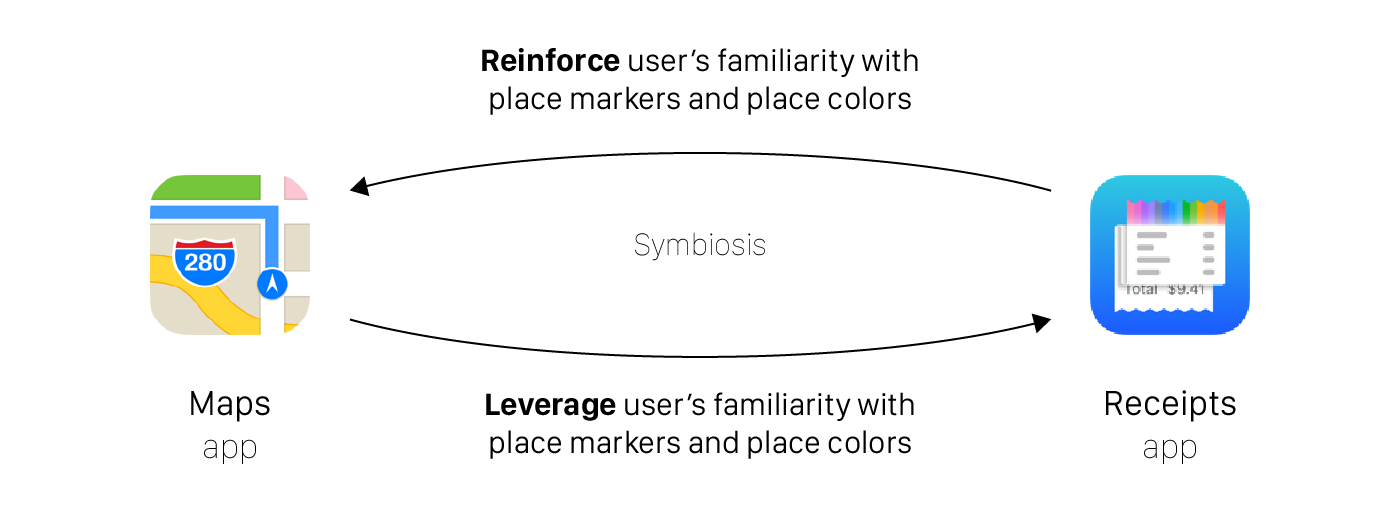 Reinforce user’s familiarity with
place markers and place colors
280
Symbiosis
Total $9.41
Leverage user’s familiarity with
place markers and place colors
Maps
app
Receipts
app